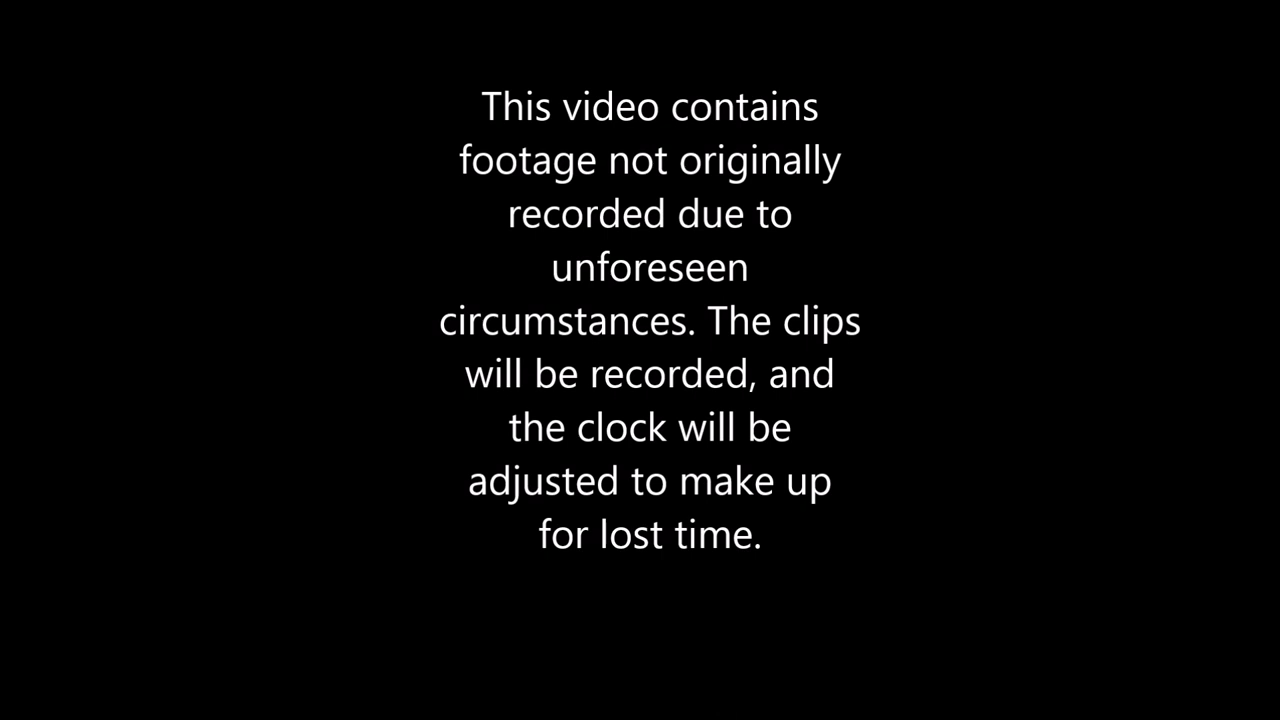 This video contains
footage not originally
recorded due to
unforeseen
circumstances. The clips
will be recorded, and
the clock will be
adjusted to make up
for lost time.